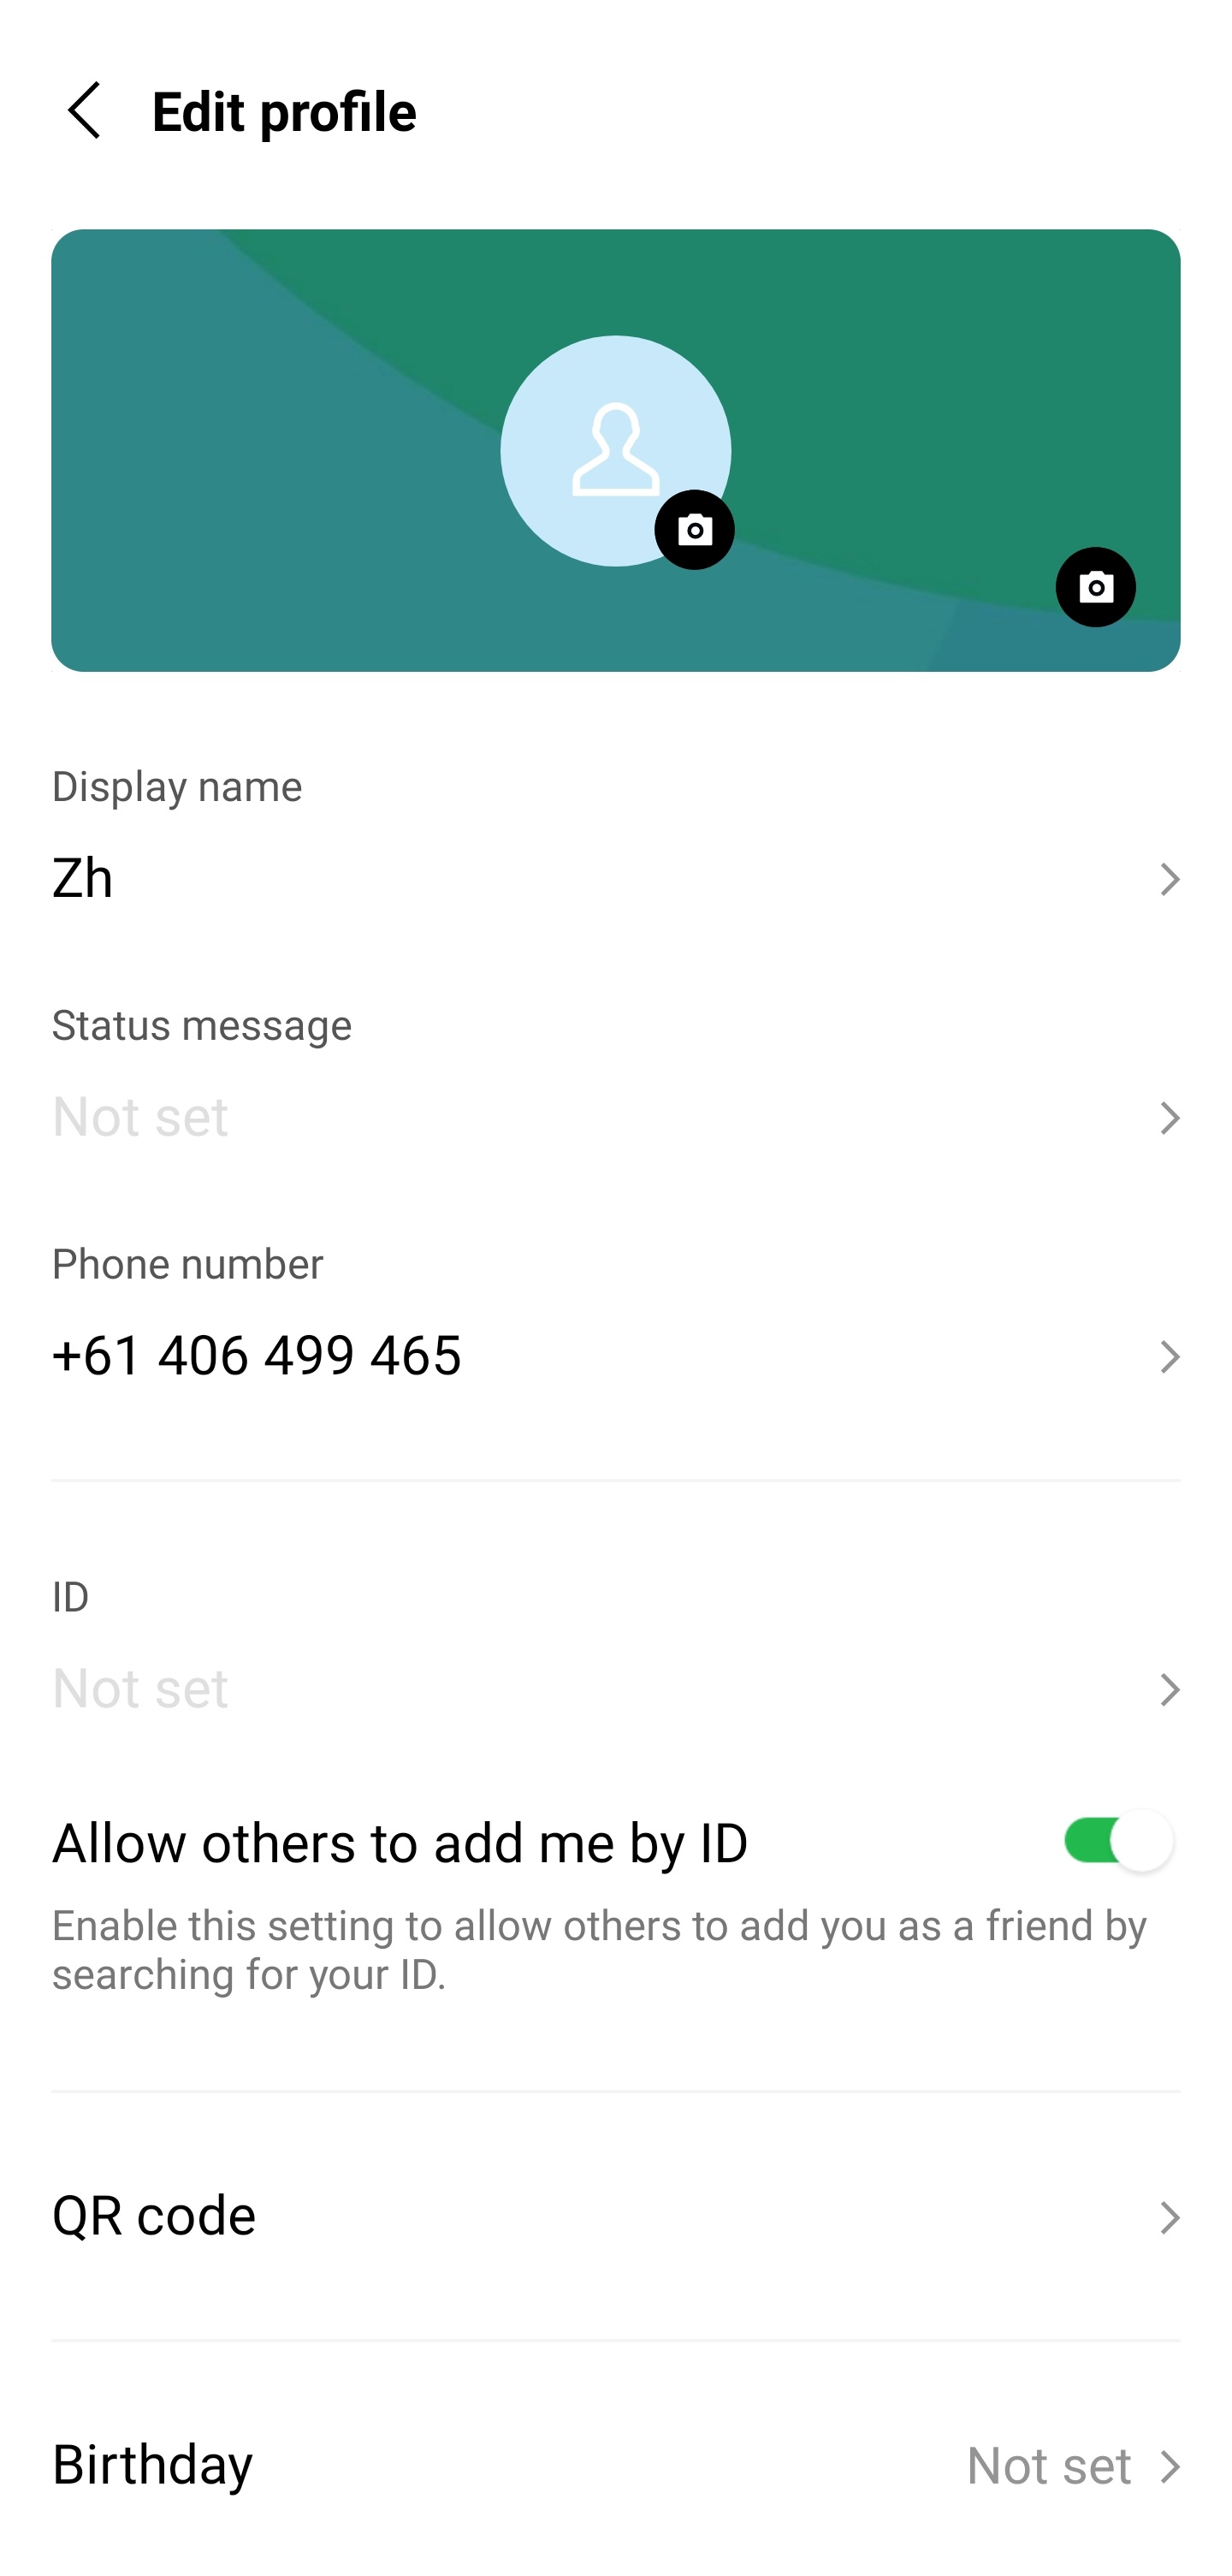 Edit profile
Display name
Zh
Status message
Not set
Phone number
+61 406 499 465
ID
Not set
Allow others to add me by ID
Enable this setting to allow others to add you as a friend by
searching for your ID.
QR code
Birthday Not set